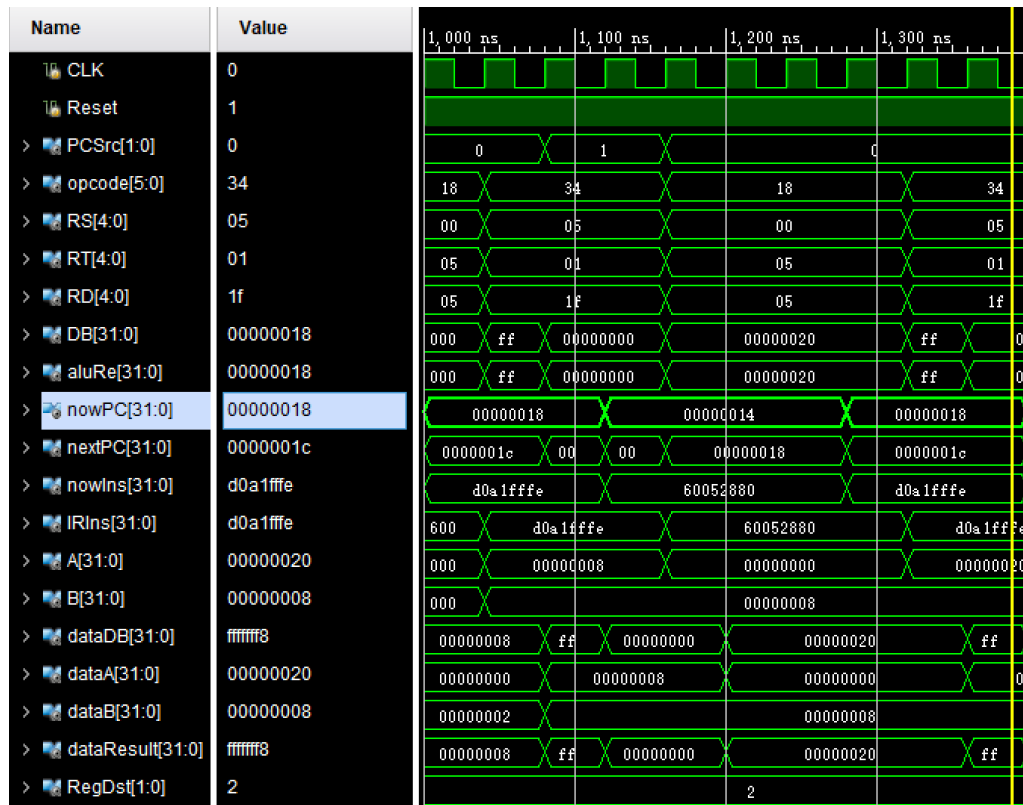 Name Value 1,000 ns 1,100 ns 1,200 ns 1,300 ns
CLK 0
Reset 1
PCSrc[1:0] 0 0 1 0
opcode[5:0] 34 18 34 18 34
RS[4:0] 05 00 05 00 05
RT[4:0] 01 05 01 05 01
RD[4:0] 1f 05 1f 05 1f
DB[31:0] 00000018 000 ff 00000000 00000020 ff 0
aluRe[31:0] 00000018 000 ff 00000000 00000020 ff 0
nowPC[31:0] 00000018 00000018 00000014 00000018
nextPC[31:0] 0000001c 0000001c 00 00 00000018 0000001c
nowIns[31:0] d0a1fffe d0a1fffe 60052880 d0a1fffe
IRIns[31:0] d0a1fffe 600 d0a1fffe 60052880 d0a1fffe
A[31:0] 00000020 000 00000008 00000000 00000020
B[31:0] 00000008 000 00000008
dataDB[31:0] fffffff8 00000008 ff 00000000 00000020 ff
dataA[31:0] 00000020 00000000 00000008 00000000 0
dataB[31:0] 00000008 00000002 00000008
dataResult[31:0] fffffff8 00000008 ff 00000000 00000020 ff
RegDst[1:0] 2 2